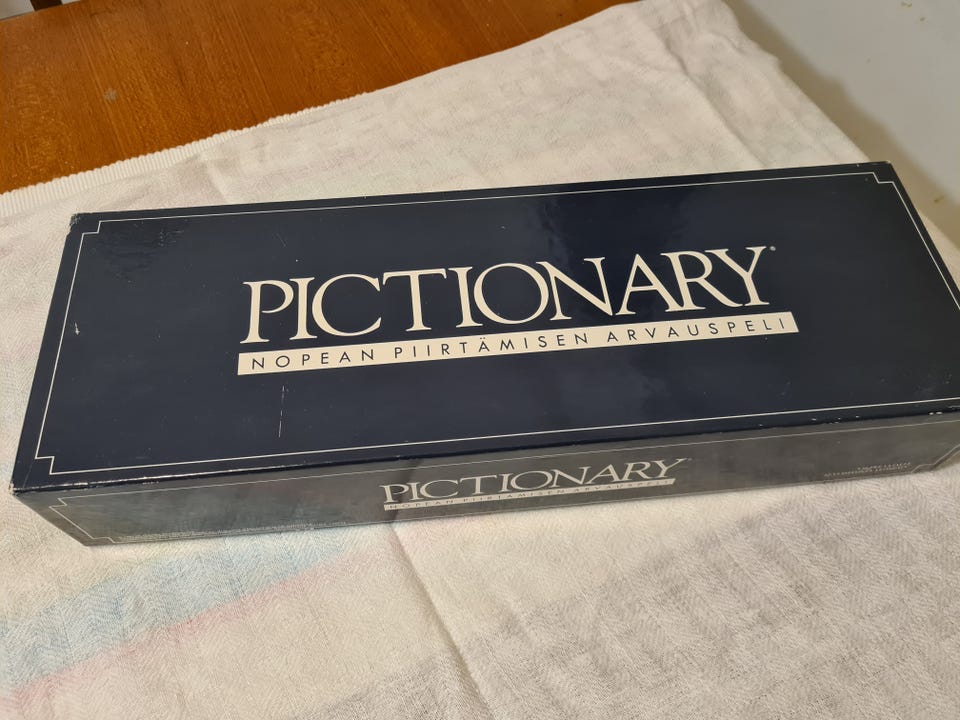 PICTIONARY®
NOPEAN PIIRTÄMISEN ARVAUSPELI
PICTIONARY®
NOPEAN PIIRTÄMISEN ARVAUSPELI